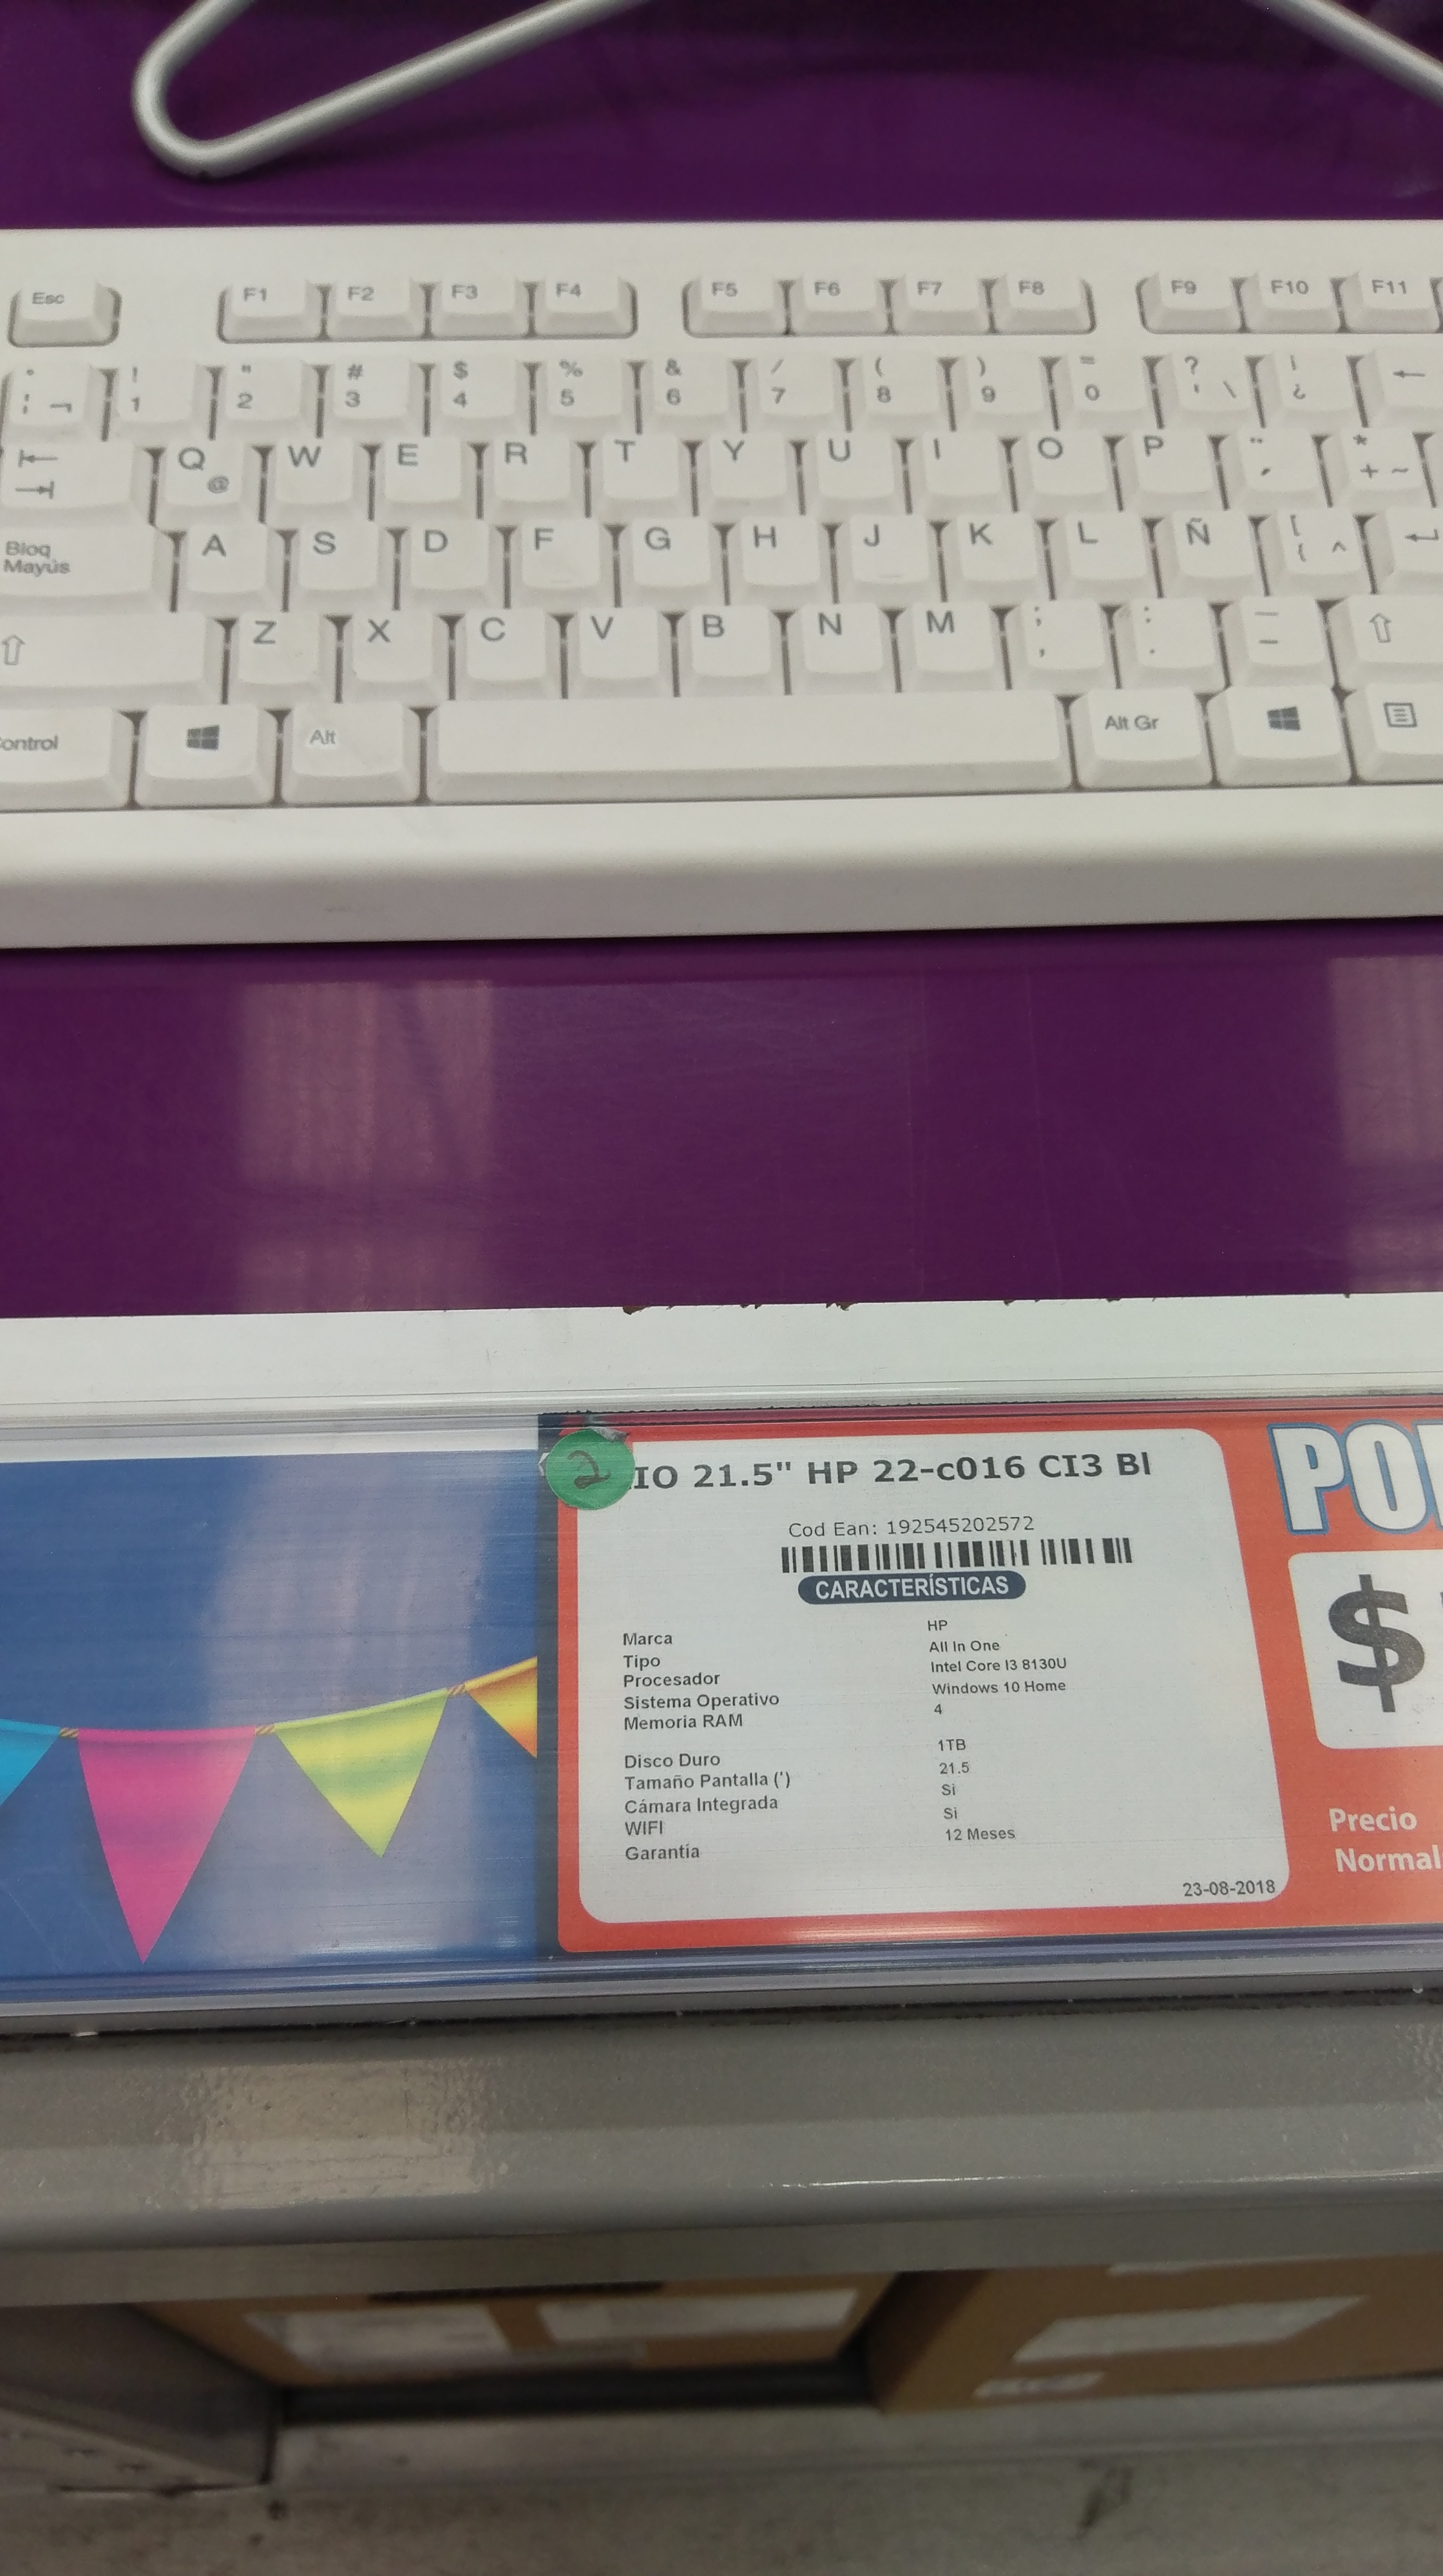 Esc F1 F2 F3 F4 F5 F6 F7 F8 F9 F10 F11
! " # $ % & / ( ) = ?
1 2 3 4 5 6 7 8 9 0 ' \ ¿
Q W E R T Y U I O P ¨ *
@ ´ + ~
Bloq Mayús A S D F G H J K L Ñ [ { ^
Z X C V B N M ; , : . _ -
ontrol Alt Alt Gr
2
IO 21.5" HP 22-c016 CI3 Bl
Cod Ean: 192545202572
CARACTERÍSTICAS
Marca HP
Tipo All In One
Procesador Intel Core I3 8130U
Sistema Operativo Windows 10 Home
Memoria RAM 4
Disco Duro 1TB
Tamaño Pantalla (') 21.5
Cámara Integrada Si
WIFI Si
Garantía 12 Meses
23-08-2018
PO
$
Precio
Normal